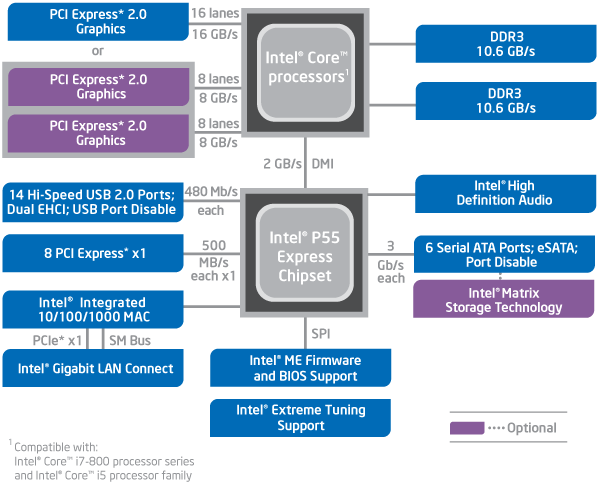 PCI Express* 2.0
Graphics
16 lanes
16 GB/s
or
PCI Express* 2.0
Graphics
8 lanes
8 GB/s
PCI Express* 2.0
Graphics
8 lanes
8 GB/s
Intel® Core™
processors¹
DDR3
10.6 GB/s
DDR3
10.6 GB/s
2 GB/s
DMI
14 Hi-Speed USB 2.0 Ports;
Dual EHCI; USB Port Disable
480 Mb/s
each
Intel® High
Definition Audio
8 PCI Express* x1
500
MB/s
each x1
Intel® P55
Express
Chipset
3
Gb/s
each
6 Serial ATA Ports; eSATA;
Port Disable
Intel® Matrix
Storage Technology
Intel® Integrated
10/100/1000 MAC
PCIe* x1
SM Bus
Intel® Gigabit LAN Connect
SPI
Intel® ME Firmware
and BIOS Support
Intel® Extreme Tuning
Support
Optional
¹ Compatible with:
Intel® Core™ i7-800 processor series
and Intel® Core™ i5 processor family